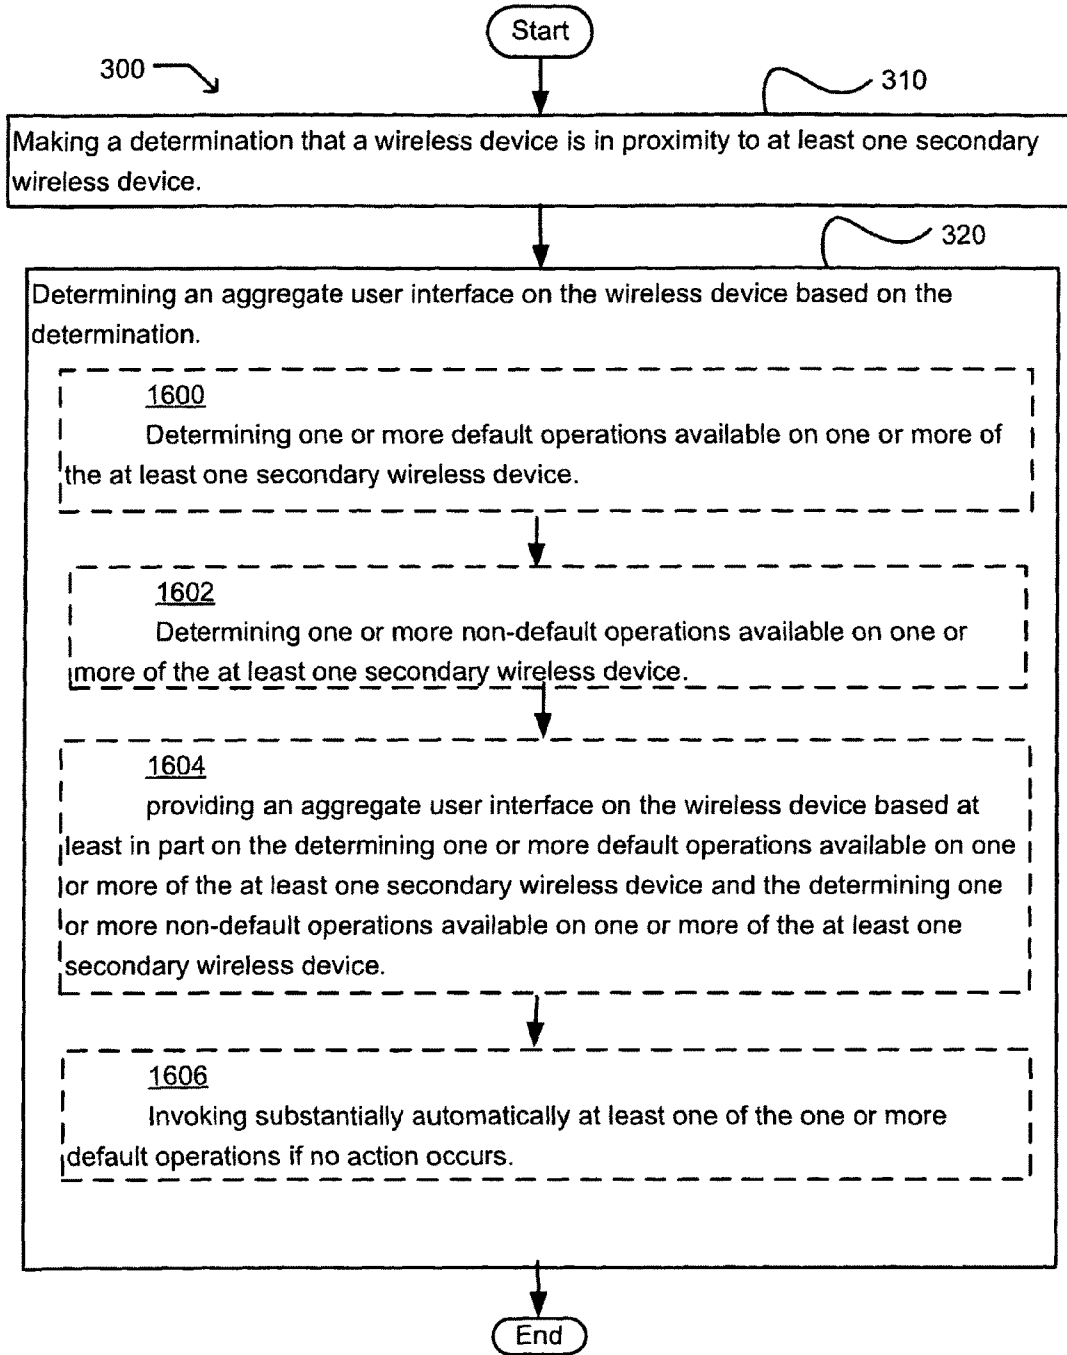 Start
300
310
Making a determination that a wireless device is in proximity to at least one secondary
wireless device.
320
Determining an aggregate user interface on the wireless device based on the
determination.
1600
Determining one or more default operations available on one or more of
the at least one secondary wireless device.
1602
Determining one or more non-default operations available on one or
more of the at least one secondary wireless device.
1604
providing an aggregate user interface on the wireless device based at
least in part on the determining one or more default operations available on one
or more of the at least one secondary wireless device and the determining one
or more non-default operations available on one or more of the at least one
secondary wireless device.
1606
Invoking substantially automatically at least one of the one or more
default operations if no action occurs.
End